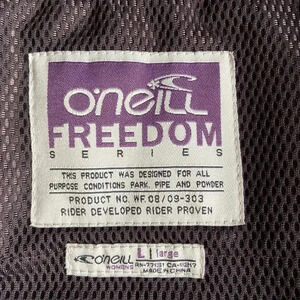 O'NEILL
FREEDOM
SERIES
THIS PRODUCT WAS DESIGNED FOR ALL
PURPOSE CONDITIONS PARK, PIPE AND POWDER
PRODUCT NO. WF 08/09-303
RIDER DEVELOPED RIDER PROVEN
O'NEILL
WOMENS
L | large
MADE IN CHINA